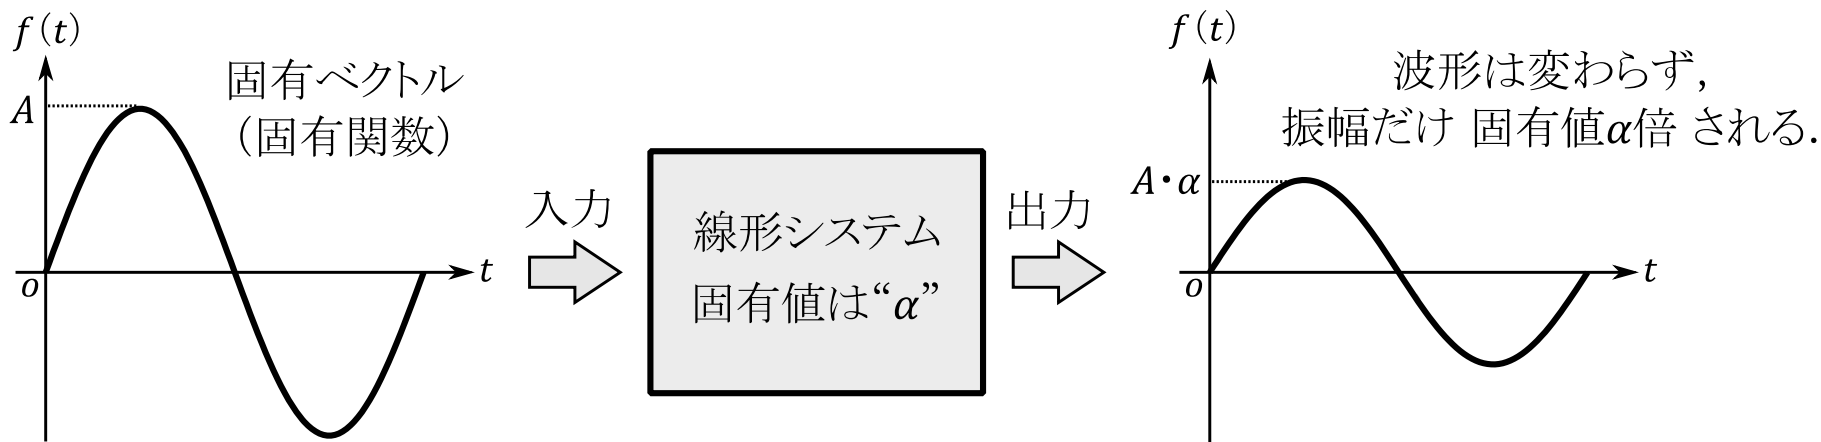 f(t)
A
o
t
固有ベクトル
(固有関数)
入力
線形システム
固有値は“α”
出力
f(t)
A・α
o
t
波形は変わらず,
振幅だけ 固有値α倍 される.